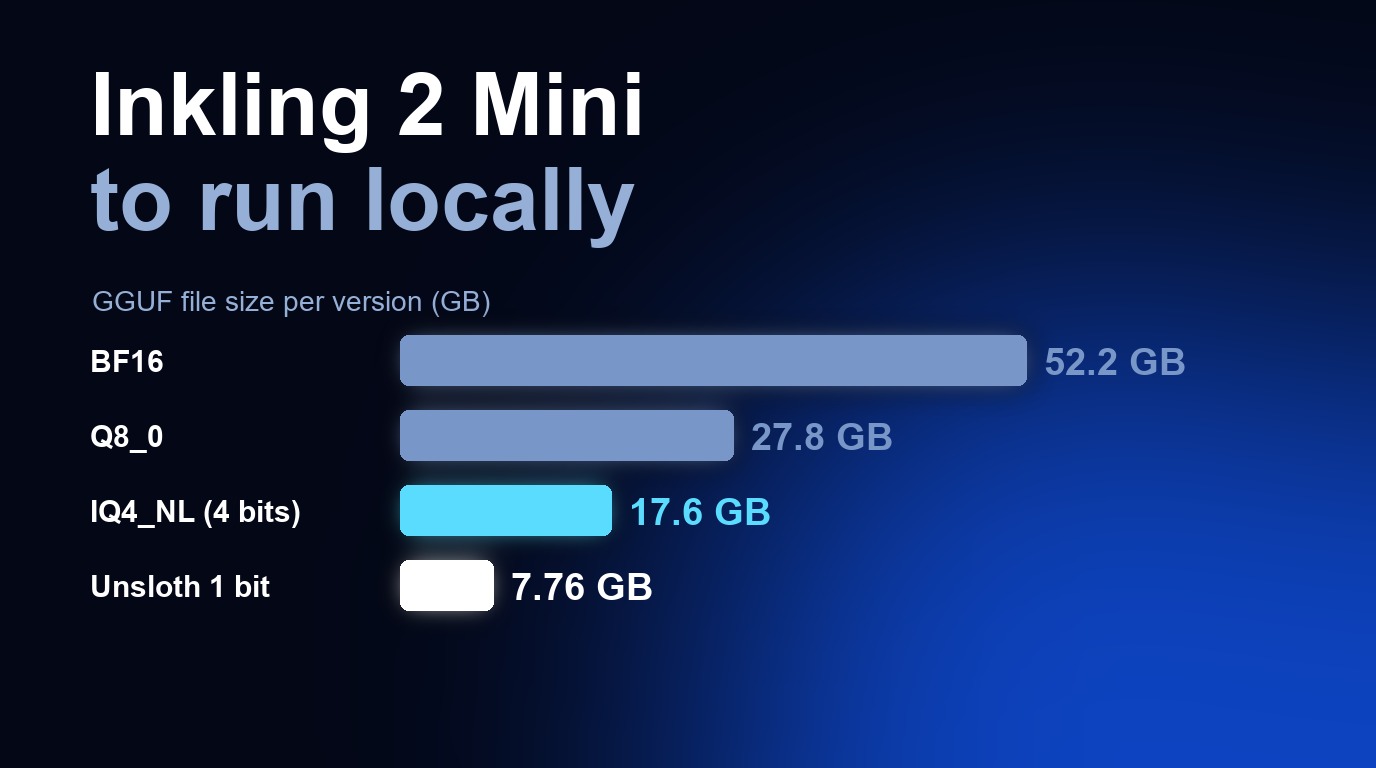 Inkling 2 Mini
to run locally
GGUF file size per version (GB)
BF16 52.2 GB
Q8_0 27.8 GB
IQ4_NL (4 bits) 17.6 GB
Unsloth 1 bit 7.76 GB